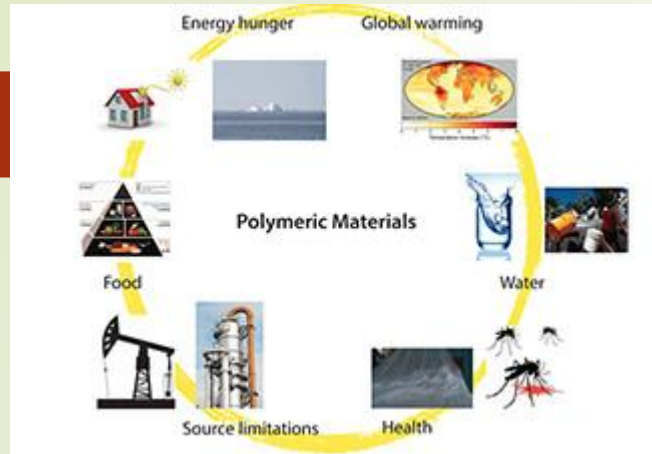 Energy hunger
Global warming
Polymeric Materials
Food
Water
Source limitations
Health